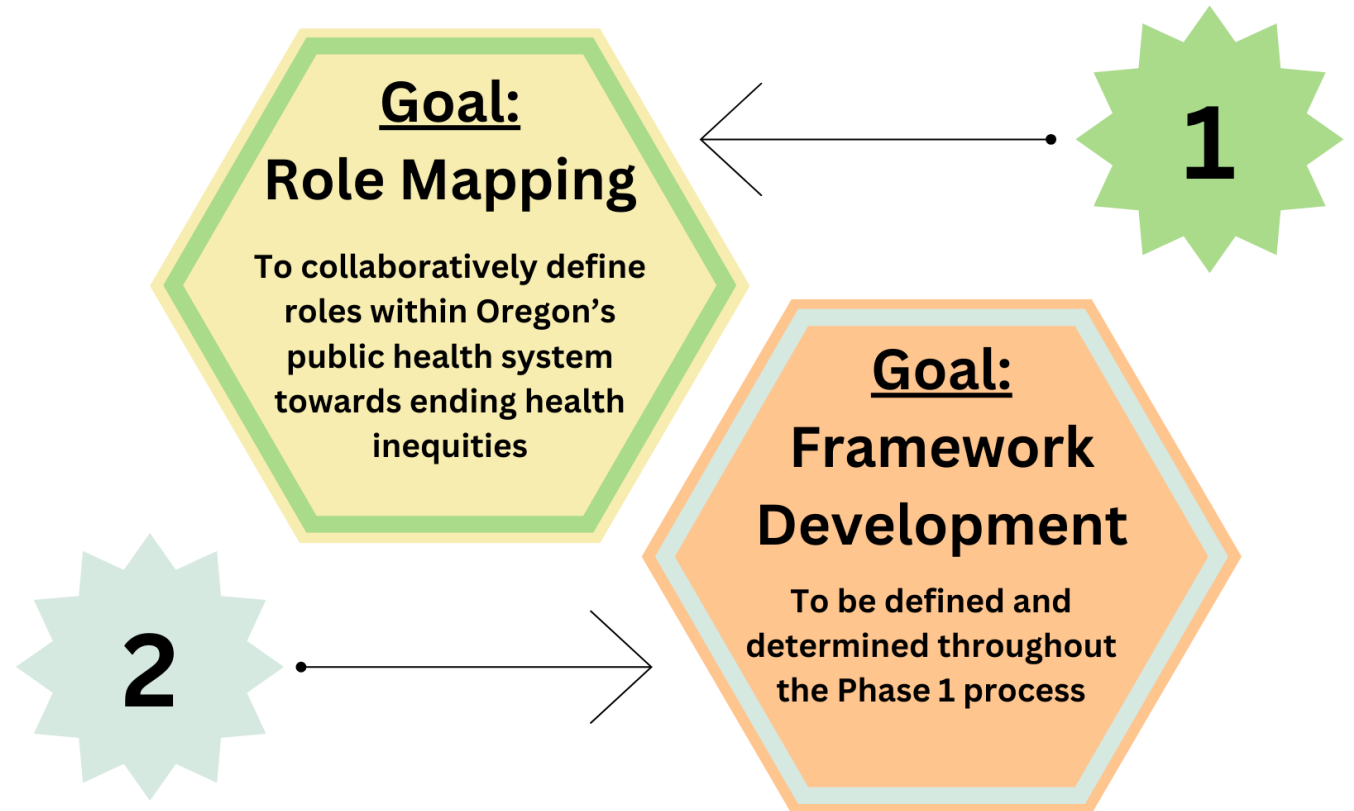 1
Goal:
Role Mapping
To collaboratively define
roles within Oregon’s
public health system
towards ending health
inequities
2
Goal:
Framework
Development
To be defined and
determined throughout
the Phase 1 process